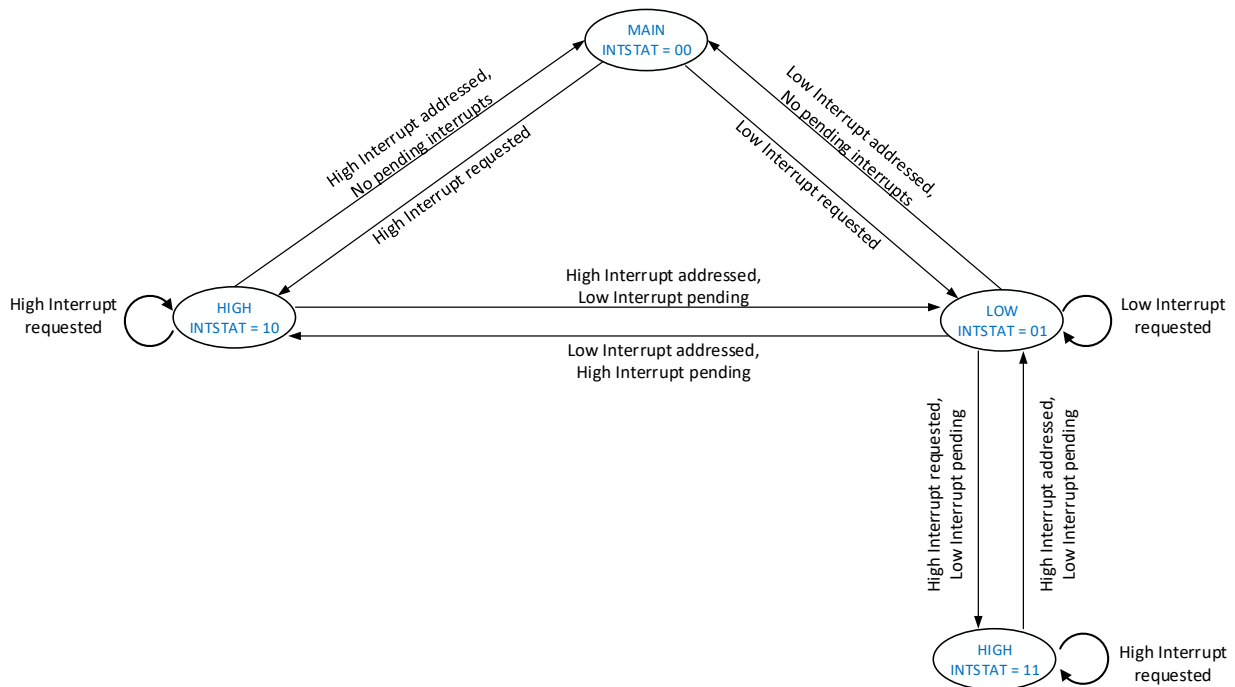 MAIN
INTSTAT = 00
High Interrupt addressed,
No pending interrupts
High Interrupt requested
Low Interrupt addressed,
No pending interrupts
Low Interrupt requested
High Interrupt
requested
HIGH
INTSTAT = 10
High Interrupt addressed,
Low Interrupt pending
Low Interrupt addressed,
High Interrupt pending
LOW
INTSTAT = 01
Low Interrupt
requested
High Interrupt requested,
Low Interrupt pending
High Interrupt addressed,
Low Interrupt pending
HIGH
INTSTAT = 11
High Interrupt
requested